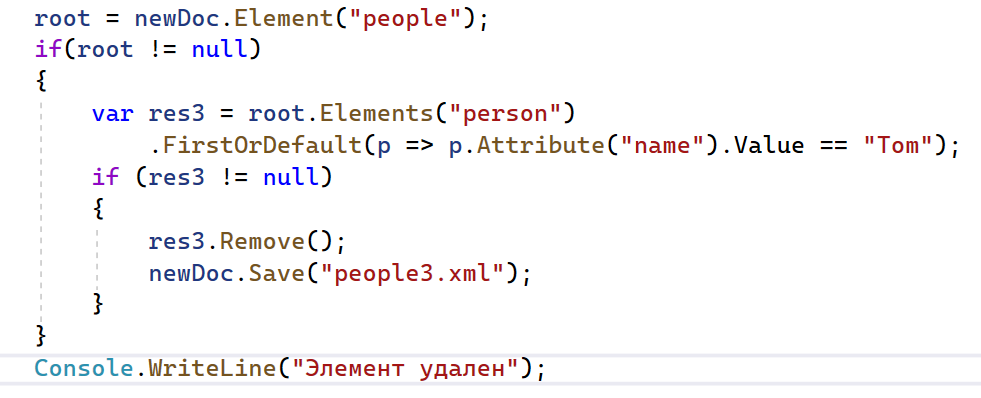 root = newDoc.Element("people");
if(root != null)
{
    var res3 = root.Elements("person")
        .FirstOrDefault(p => p.Attribute("name").Value == "Tom");
    if (res3 != null)
    {
        res3.Remove();
        newDoc.Save("people3.xml");
    }
}
Console.WriteLine("Элемент удален");